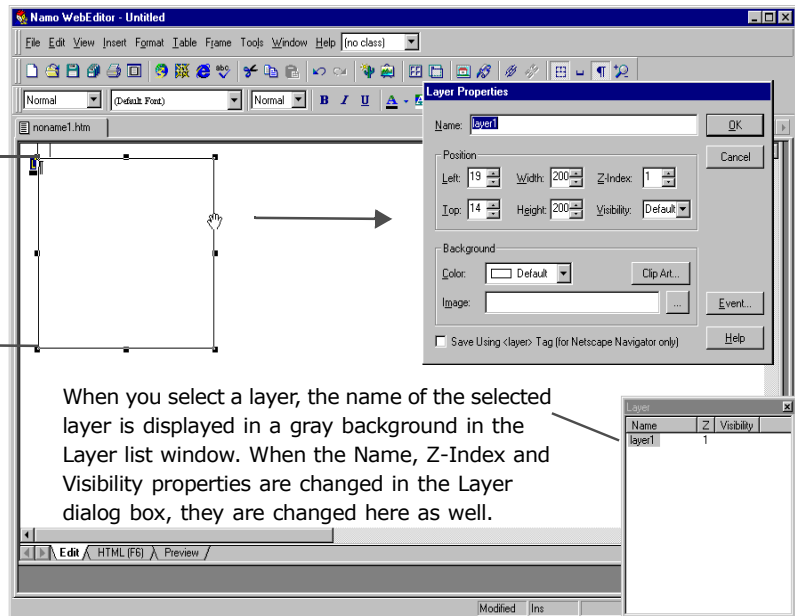 Namo WebEditor - Untitled
File Edit View Insert Format Table Frame Tools Window Help (no class)
Normal (Default Font) Normal B I U A
noname1.htm
Layer Properties
Name: layer1 OK
Cancel
Position
Left: 19 Width: 200 Z-Index: 1
Top: 14 Height: 200 Visibility: Default
Background
Color: Default Clip Art...
Image: ... Event...
Save Using <layer> Tag (for Netscape Navigator only) Help
When you select a layer, the name of the selected
layer is displayed in a gray background in the
Layer list window. When the Name, Z-Index and
Visibility properties are changed in the Layer
dialog box, they are changed here as well.
Layer
Name Z Visibility
layer1 1
Edit HTML (F6) Preview
Modified Ins